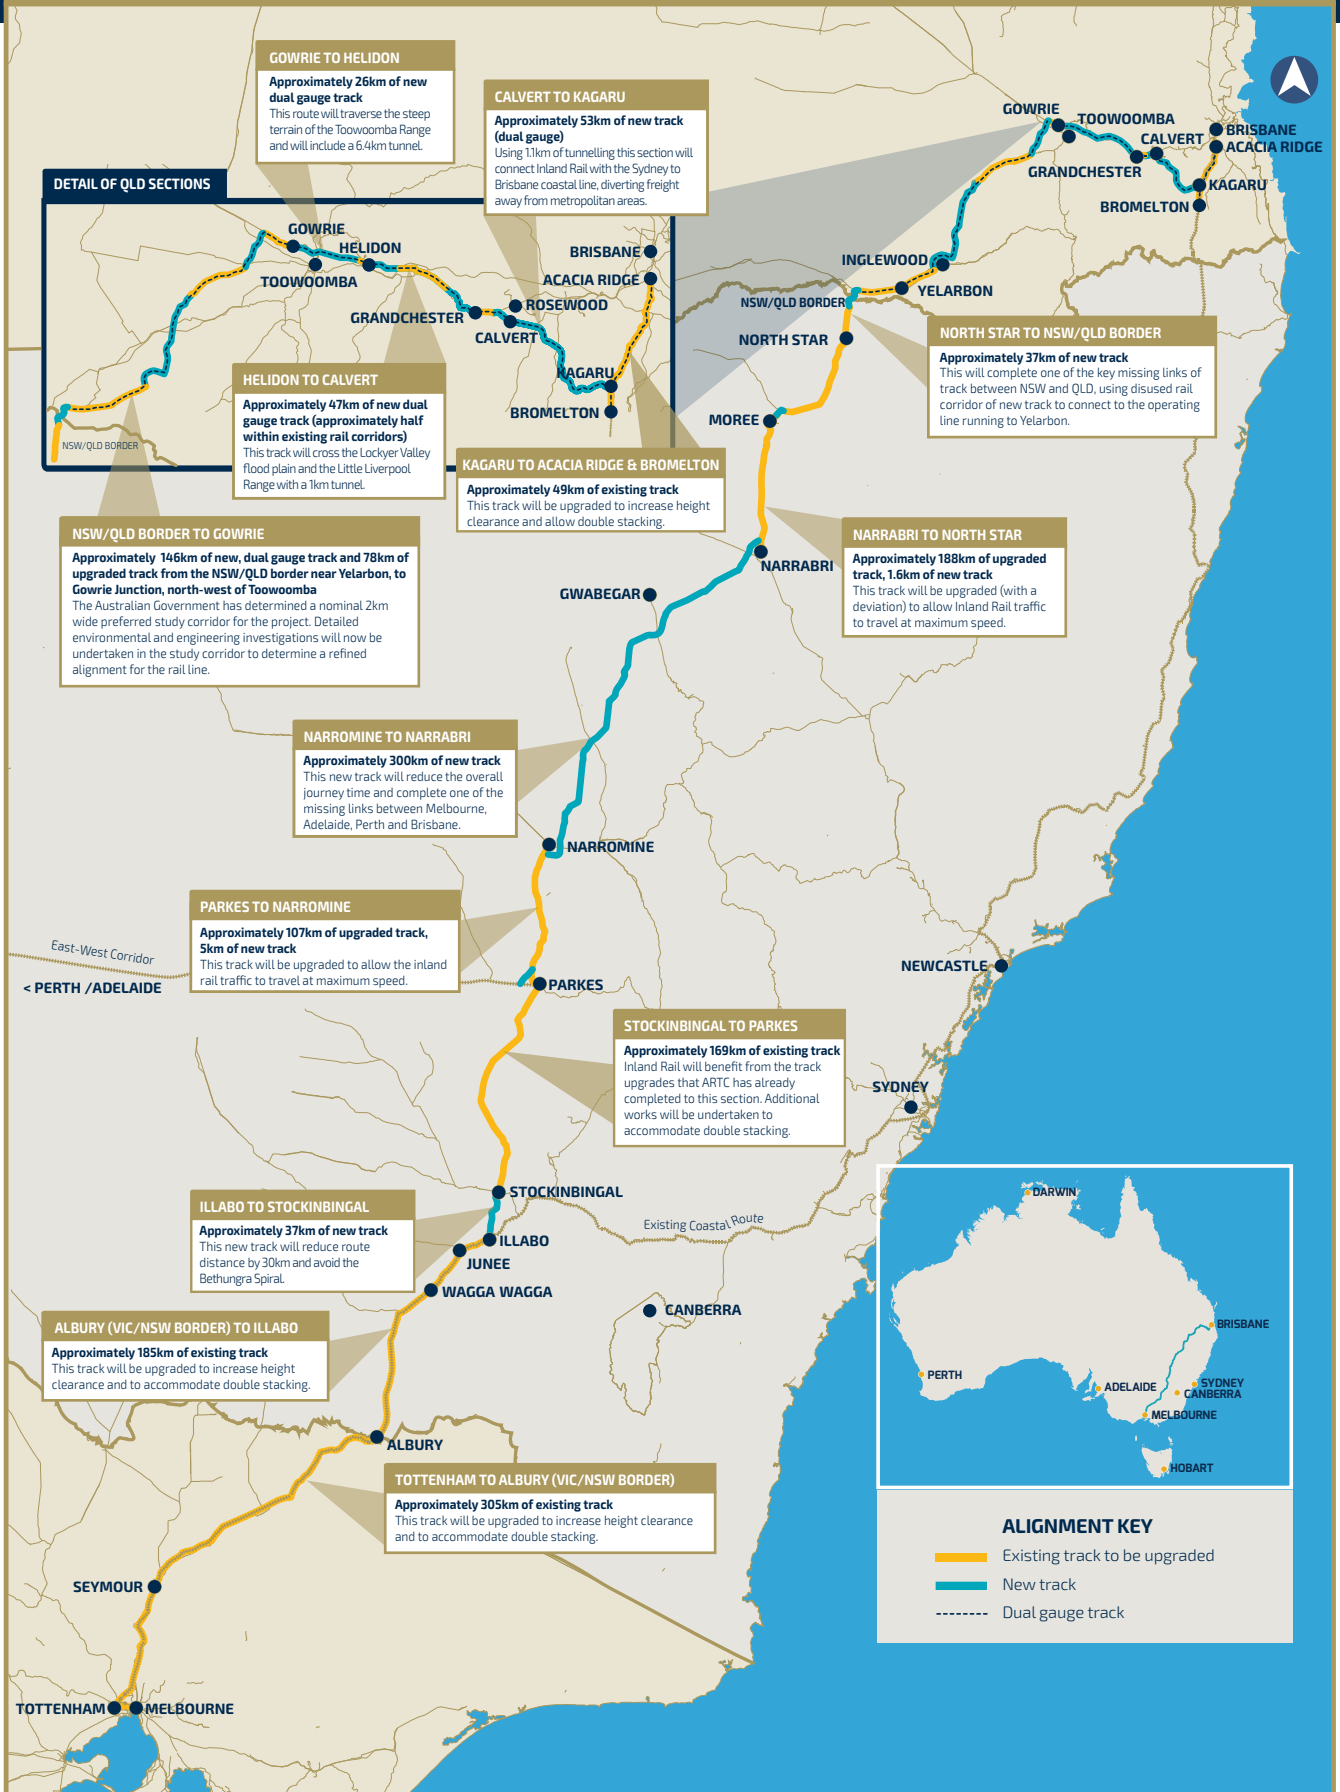 GOWRIE TO HELIDON
Approximately 26km of new
dual gauge track
This route will traverse the steep
terrain of the Toowoomba Range
and will include a 6.4km tunnel.
CALVERT TO KAGARU
Approximately 53km of new track
(dual gauge)
Using 1.1km of tunnelling this section will
connect Inland Rail with the Sydney to
Brisbane coastal line, diverting freight
away from metropolitan areas.
GOWRIE
TOOWOOMBA
CALVERT
BRISBANE
ACACIA RIDGE
GRANDCHESTER
KAGARU
BROMELTON
INGLEWOOD
YELARBON
NSW/QLD BORDER
NORTH STAR
MOREE
DETAIL OF QLD SECTIONS
GOWRIE
HELIDON
TOOWOOMBA
BRISBANE
ACACIA RIDGE
ROSEWOOD
GRANDCHESTER
CALVERT
KAGARU
BROMELTON
NSW/QLD BORDER
NORTH STAR TO NSW/QLD BORDER
Approximately 37km of new track
This will complete one of the key missing links of
track between NSW and QLD, using disused rail
corridor of new track to connect to the operating
line running to Yelarbon.
HELIDON TO CALVERT
Approximately 47km of new dual
gauge track (approximately half
within existing rail corridors)
This track will cross the Lockyer Valley
flood plain and the Little Liverpool
Range with a 1km tunnel.
KAGARU TO ACACIA RIDGE & BROMELTON
Approximately 49km of existing track
This track will be upgraded to increase height
clearance and allow double stacking.
NSW/QLD BORDER TO GOWRIE
Approximately 146km of new, dual gauge track and 78km of
upgraded track from the NSW/QLD border near Yelarbon, to
Gowrie Junction, north-west of Toowoomba
The Australian Government has determined a nominal 2km
wide preferred study corridor for the project. Detailed
environmental and engineering investigations will now be
undertaken in the study corridor to determine a refined
alignment for the rail line.
NARRABRI TO NORTH STAR
Approximately 188km of upgraded
track, 1.6km of new track
This track will be upgraded (with a
deviation) to allow Inland Rail traffic
to travel at maximum speed.
NARRABRI
GWABEGAR
NARROMINE TO NARRABRI
Approximately 300km of new track
This new track will reduce the overall
journey time and complete one of the
missing links between Melbourne,
Adelaide, Perth and Brisbane.
NARROMINE
PARKES TO NARROMINE
Approximately 107km of upgraded track,
5km of new track
This track will be upgraded to allow the inland
rail traffic to travel at maximum speed.
East-West Corridor
< PERTH /ADELAIDE
PARKES
NEWCASTLE
STOCKINBINGAL TO PARKES
Approximately 169km of existing track
Inland Rail will benefit from the track
upgrades that ARTC has already
completed to this section. Additional
works will be undertaken to
accommodate double stacking.
SYDNEY
STOCKINBINGAL
ILLABO TO STOCKINBINGAL
Approximately 37km of new track
This new track will reduce route
distance by 30km and avoid the
Bethungra Spiral.
Existing Coastal Route
ILLABO
JUNEE
WAGGA WAGGA
CANBERRA
ALBURY (VIC/NSW BORDER) TO ILLABO
Approximately 185km of existing track
This track will be upgraded to increase height
clearance and to accommodate double stacking.
ALBURY
TOTTENHAM TO ALBURY (VIC/NSW BORDER)
Approximately 305km of existing track
This track will be upgraded to increase height clearance
and to accommodate double stacking.
SEYMOUR
TOTTENHAM
MELBOURNE
DARWIN
BRISBANE
PERTH
ADELAIDE
SYDNEY
CANBERRA
MELBOURNE
HOBART
ALIGNMENT KEY
Existing track to be upgraded
New track
Dual gauge track